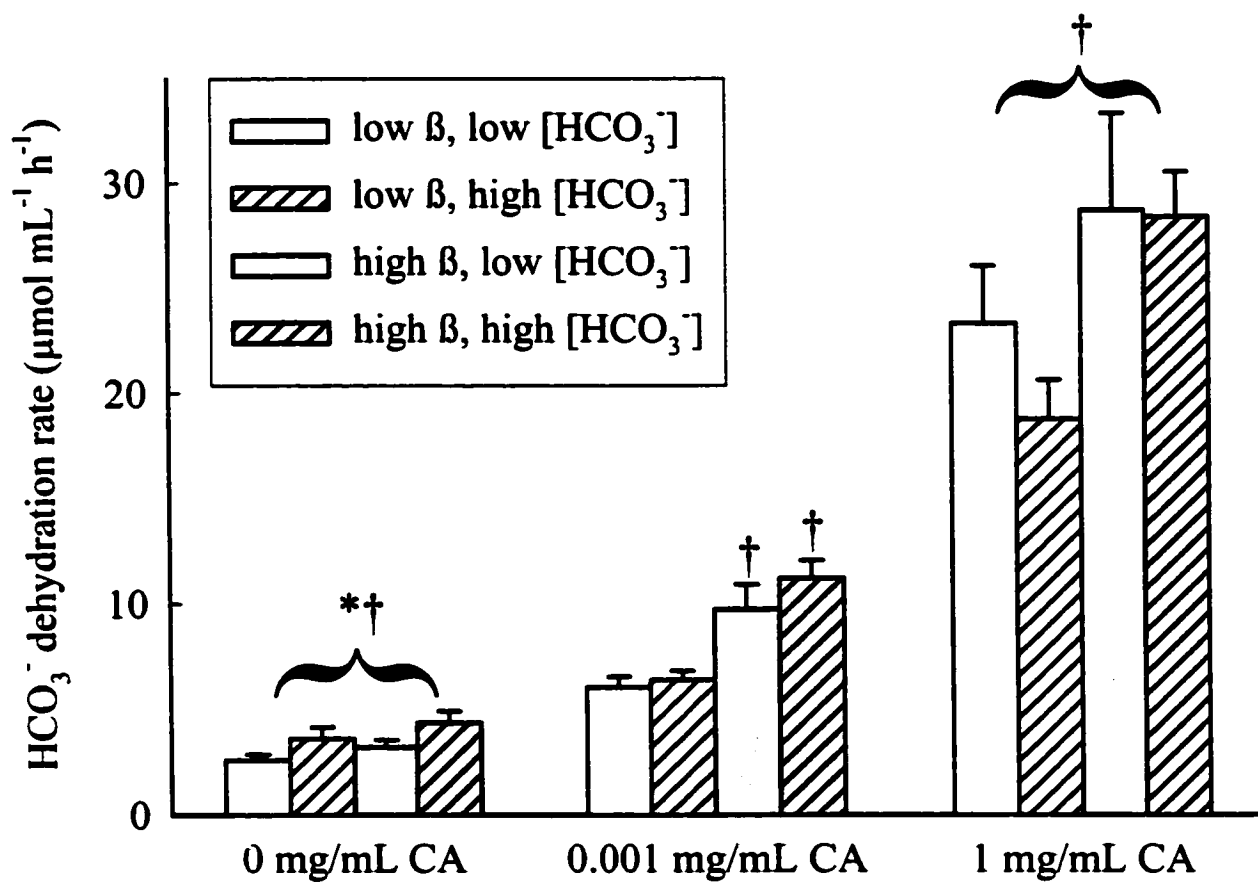 †
low ß, low [HCO₃⁻]
low ß, high [HCO₃⁻]
high ß, low [HCO₃⁻]
high ß, high [HCO₃⁻]
HCO₃⁻ dehydration rate (µmol mL⁻¹ h⁻¹)
30
20
10
0
*†
†
†
0 mg/mL CA
0.001 mg/mL CA
1 mg/mL CA